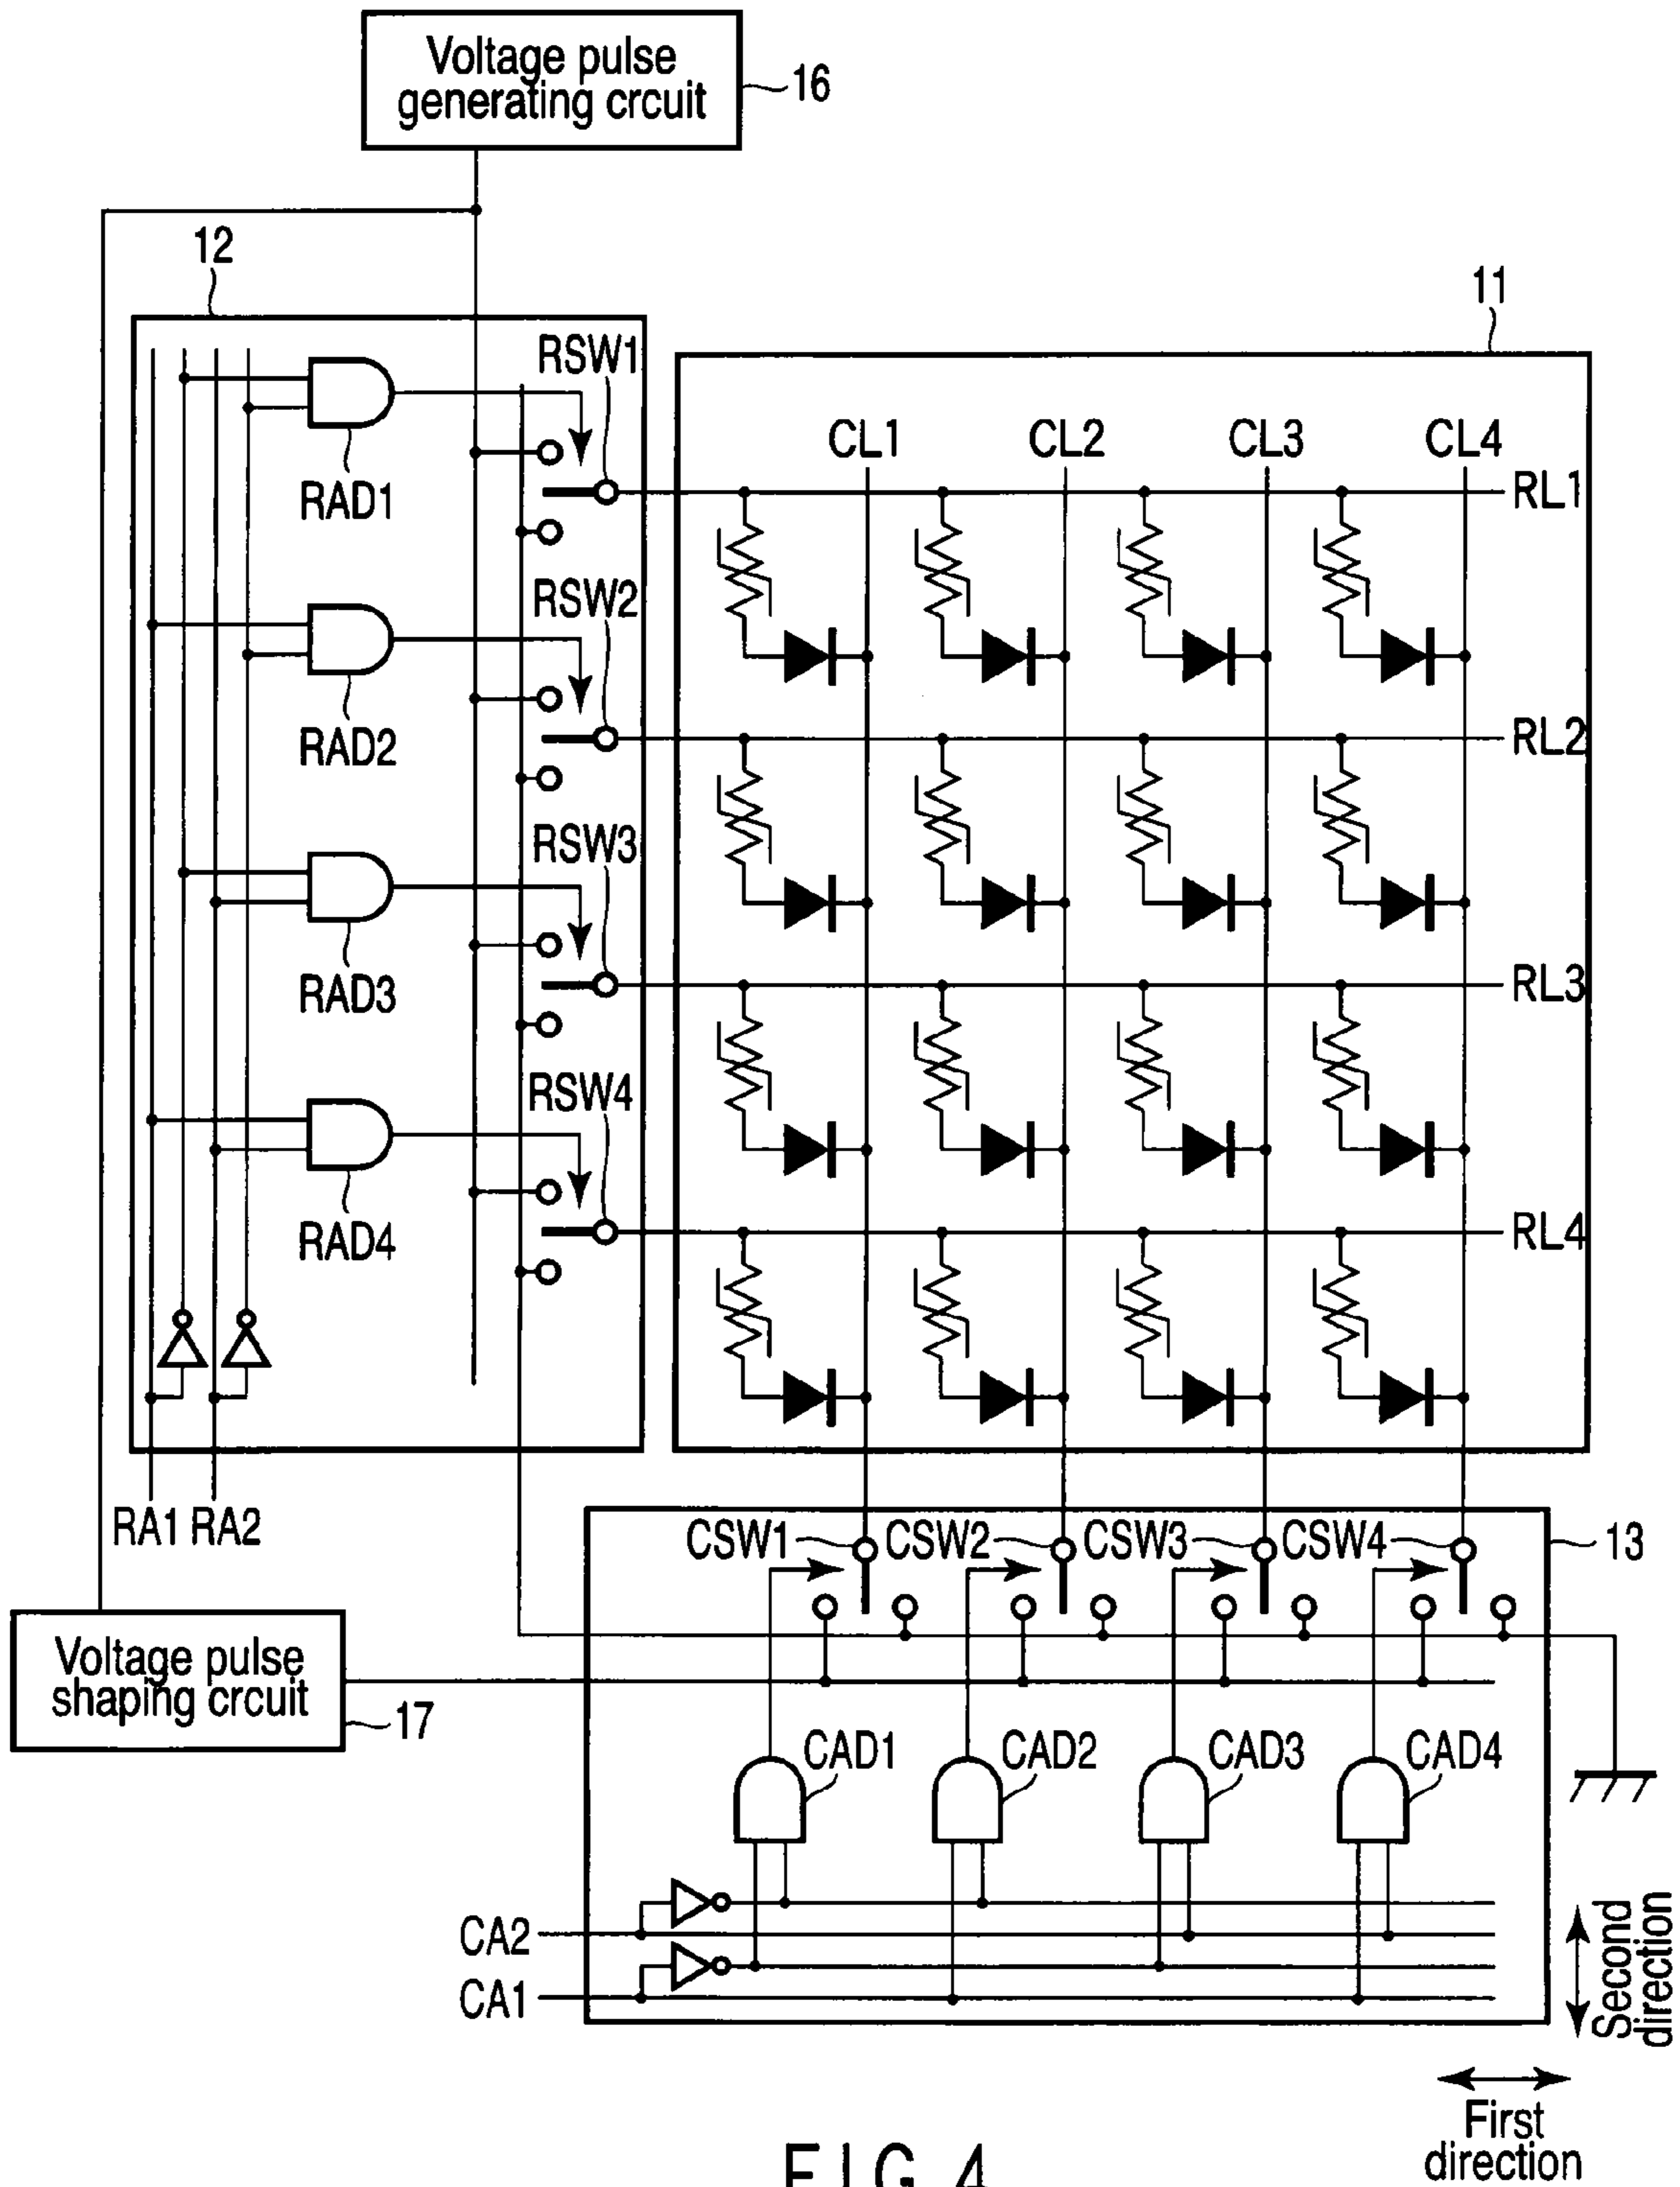 Voltage pulse
generating crcuit
16
12
11
RSW1
CL1 CL2 CL3 CL4
RL1
RAD1
RSW2
RL2
RAD2
RSW3
RL3
RAD3
RSW4
RL4
RAD4
RA1 RA2
CSW1 CSW2 CSW3 CSW4
13
Voltage pulse
shaping crcuit
17
CAD1 CAD2 CAD3 CAD4
CA2
CA1
Second
direction
First
direction
FIG. 4